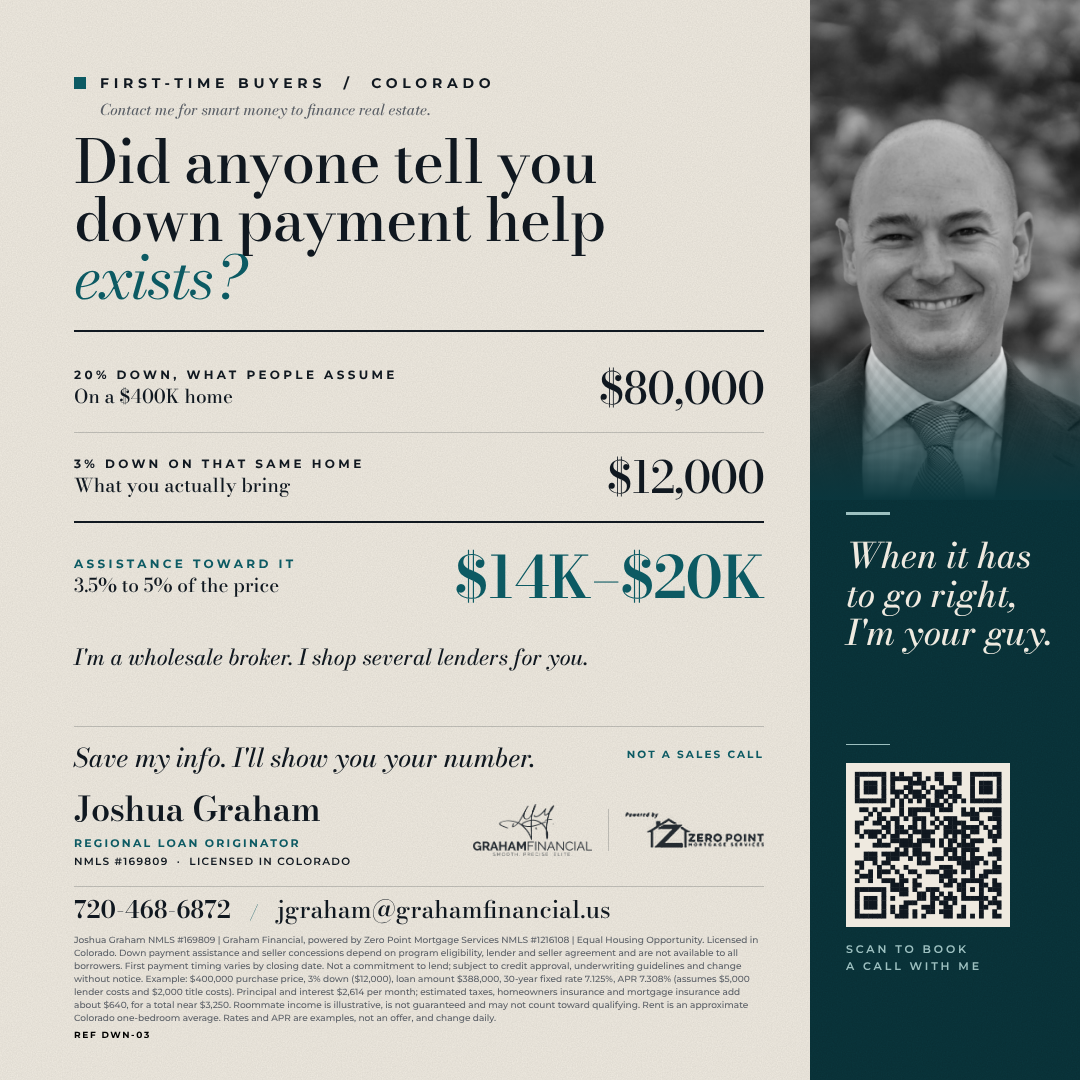 FIRST-TIME BUYERS / COLORADO
Contact me for smart money to finance real estate.
Did anyone tell you
down payment help
exists?
20% DOWN, WHAT PEOPLE ASSUME
On a $400K home
$80,000
3% DOWN ON THAT SAME HOME
What you actually bring
$12,000
ASSISTANCE TOWARD IT
3.5% to 5% of the price
$14K–$20K
I'm a wholesale broker. I shop several lenders for you.
Save my info. I'll show you your number.
NOT A SALES CALL
Joshua Graham
REGIONAL LOAN ORIGINATOR
NMLS #169809 · LICENSED IN COLORADO
GRAHAMFINANCIAL
SMOOTH. PRECISE. ELITE.
Powered by
ZERO POINT
MORTGAGE SERVICES
720-468-6872 / jgraham@grahamfinancial.us
Joshua Graham NMLS #169809 | Graham Financial, powered by Zero Point Mortgage Services NMLS #1216108 | Equal Housing Opportunity. Licensed in
Colorado. Down payment assistance and seller concessions depend on program eligibility, lender and seller agreement and are not available to all
borrowers. First payment timing varies by closing date. Not a commitment to lend; subject to credit approval, underwriting guidelines and change
without notice. Example: $400,000 purchase price, 3% down ($12,000), loan amount $388,000, 30-year fixed rate 7.125%, APR 7.308% (assumes $5,000
lender costs and $2,000 title costs). Principal and interest $2,614 per month; estimated taxes, homeowners insurance and mortgage insurance add
about $640, for a total near $3,250. Roommate income is illustrative, is not guaranteed and may not count toward qualifying. Rent is an approximate
Colorado one-bedroom average. Rates and APR are examples, not an offer, and change daily.
REF DWN-03
When it has
to go right,
I'm your guy.
SCAN TO BOOK
A CALL WITH ME